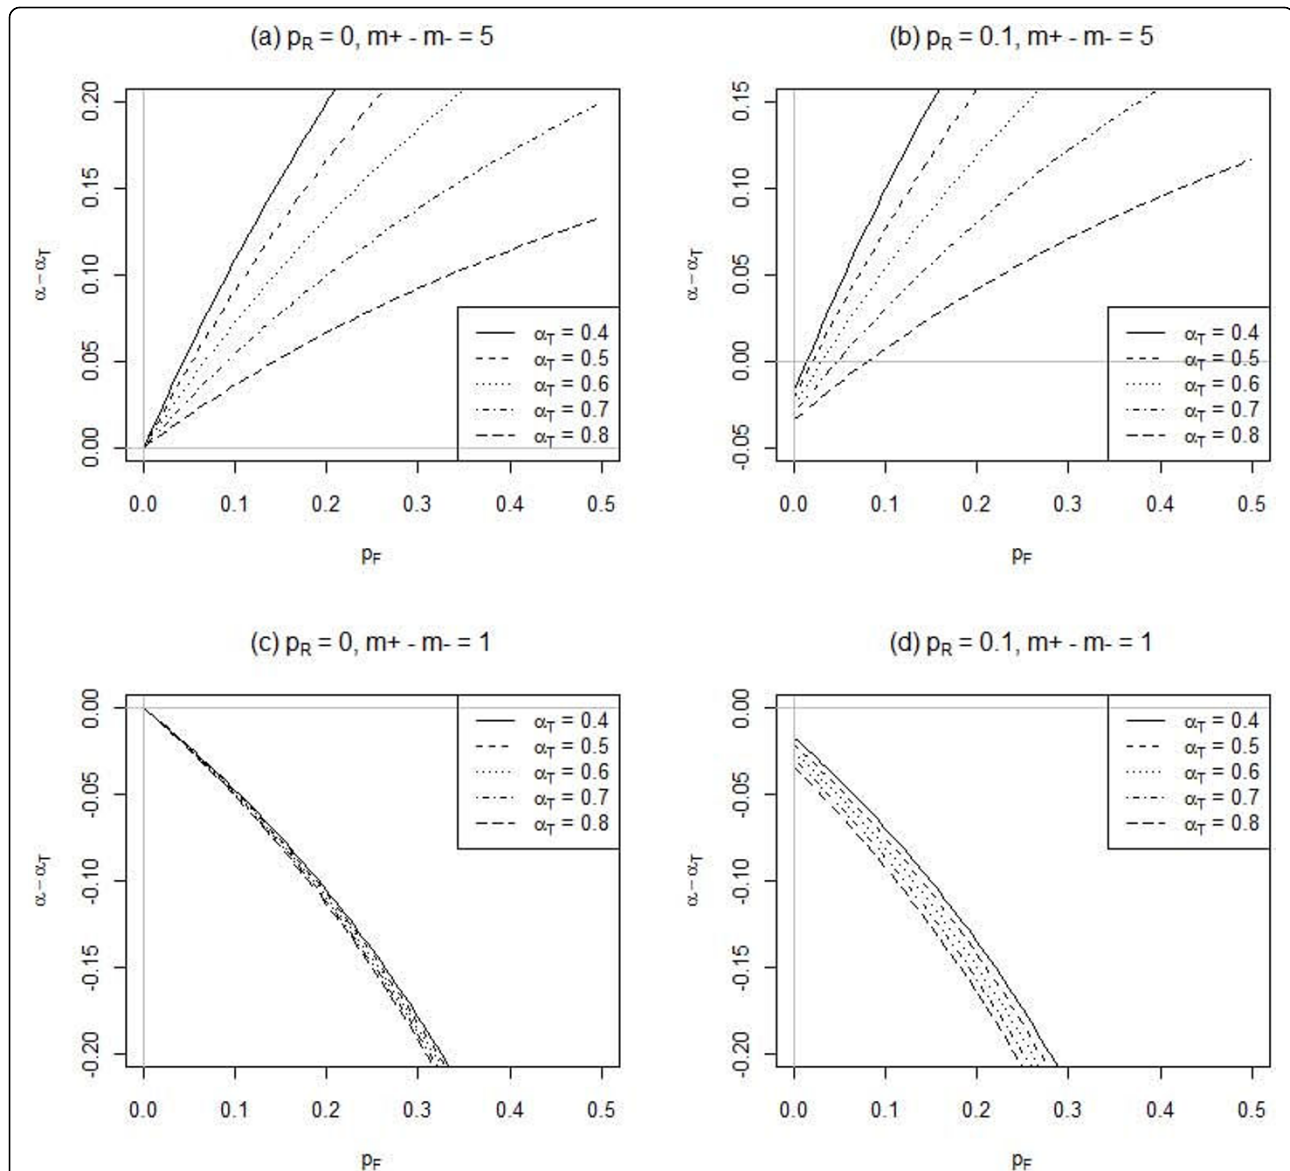 (a) pR = 0, m+ - m- = 5
0.20
0.15
0.10
0.05
0.00
α – αT
αT = 0.4
αT = 0.5
αT = 0.6
αT = 0.7
αT = 0.8
0.0 0.1 0.2 0.3 0.4 0.5
pF
(b) pR = 0.1, m+ - m- = 5
0.15
0.10
0.05
0.00
-0.05
α – αT
αT = 0.4
αT = 0.5
αT = 0.6
αT = 0.7
αT = 0.8
0.0 0.1 0.2 0.3 0.4 0.5
pF
(c) pR = 0, m+ - m- = 1
0.00
-0.05
-0.10
-0.15
-0.20
α – αT
αT = 0.4
αT = 0.5
αT = 0.6
αT = 0.7
αT = 0.8
0.0 0.1 0.2 0.3 0.4 0.5
pF
(d) pR = 0.1, m+ - m- = 1
0.00
-0.05
-0.10
-0.15
-0.20
α – αT
αT = 0.4
αT = 0.5
αT = 0.6
αT = 0.7
αT = 0.8
0.0 0.1 0.2 0.3 0.4 0.5
pF